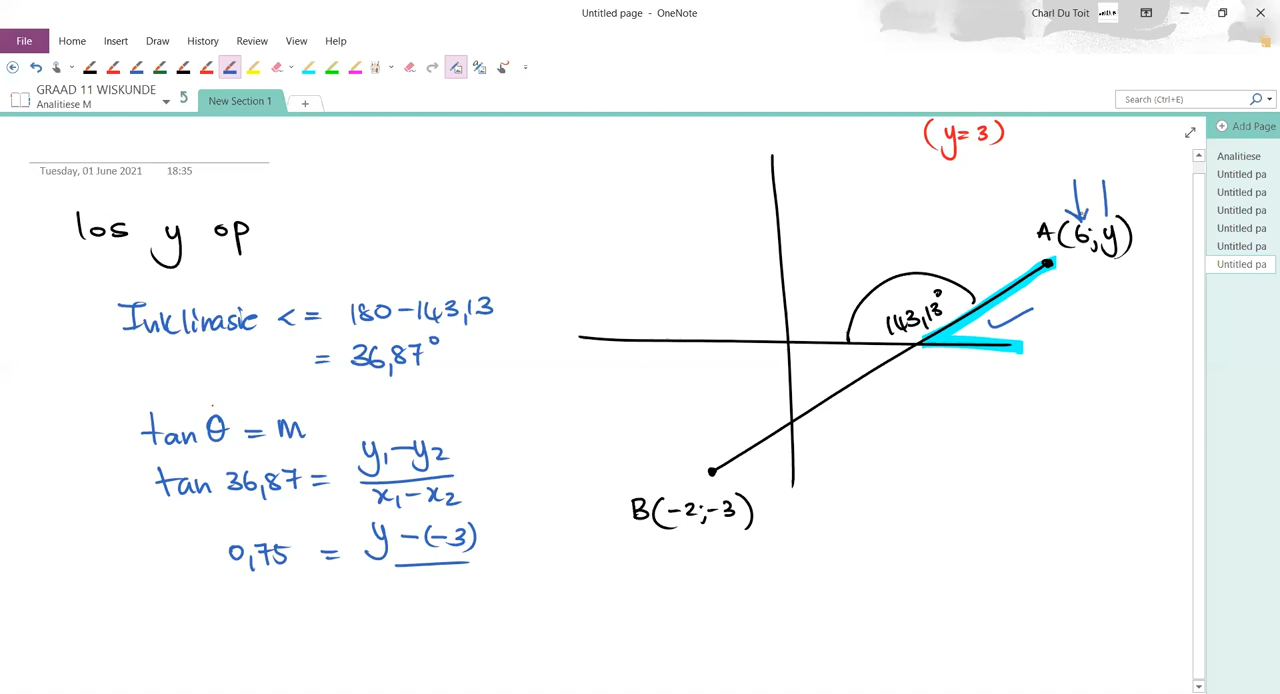 Untitled page - OneNote
Charl Du Toit
File Home Insert Draw History Review View Help
GRAAD 11 WISKUNDE
Analitiese M
New Section 1
+
Search (Ctrl+E)
Add Page
Analitiese
Untitled pa
Untitled pa
Untitled pa
Untitled pa
Untitled pa
Untitled pa
Tuesday, 01 June 2021 18:35
los y op
Inklinasie < = 180 - 143,13
= 36,87°
tan θ = m
tan 36,87 = y₁ - y₂ / x₁ - x₂
0,75 = y - (-3)
(y = 3)
A(6; y)
143,13°
B(-2; -3)